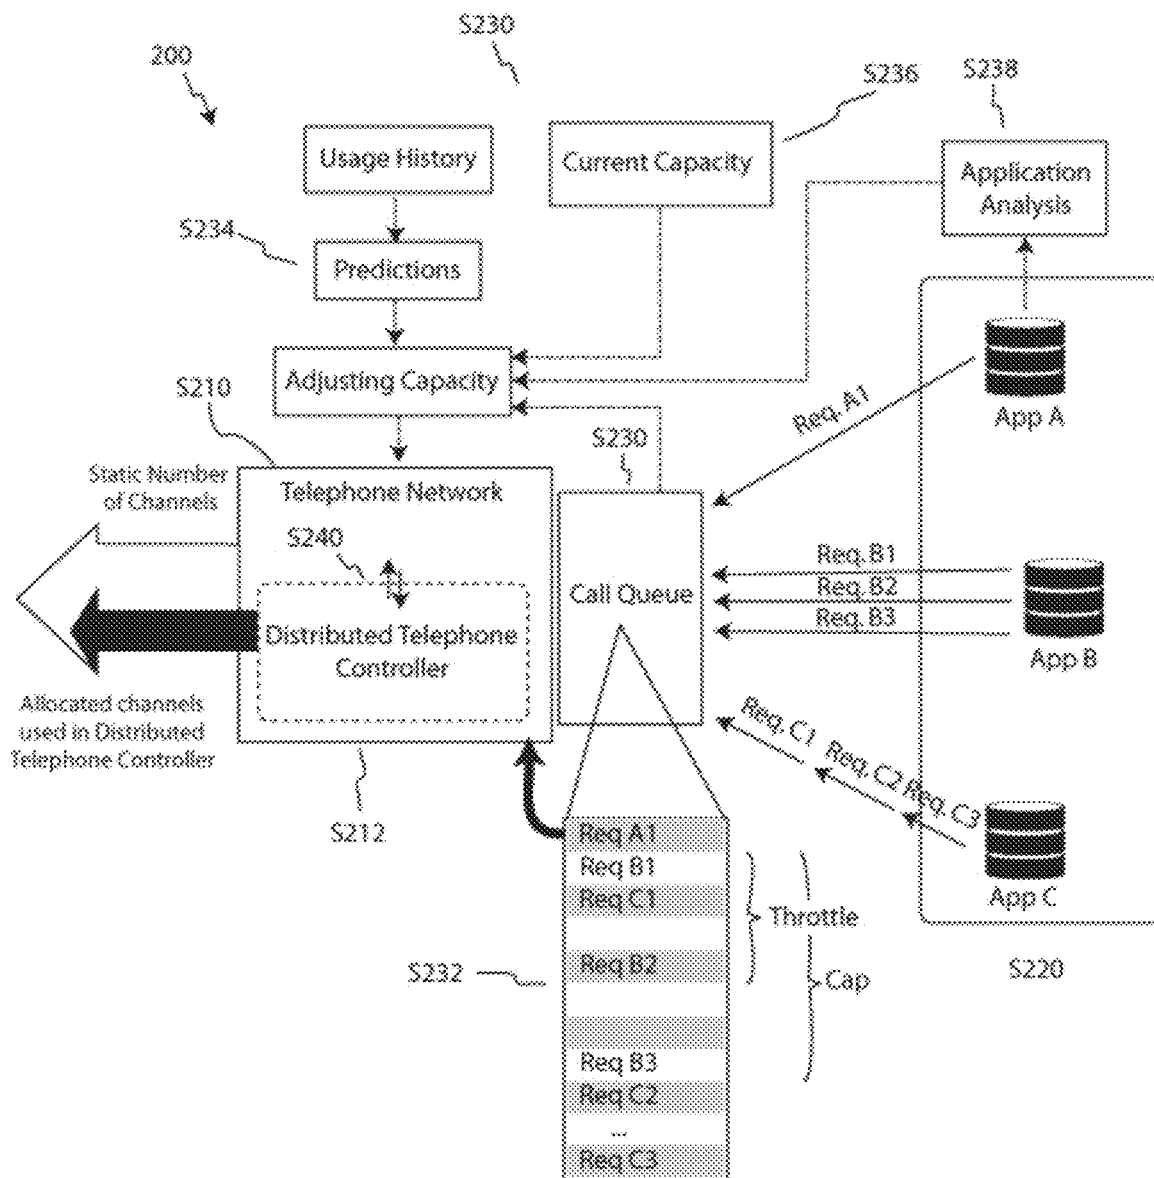 S230
200
S236
S238
Usage History
Current Capacity
Application
Analysis
S234
Predictions
App A
Adjusting Capacity
Req. A1
S210
S230
Static Number
of Channels
Telephone Network
S240
Req. B1
Req. B2
Req. B3
Call Queue
Distributed Telephone
Controller
App B
Allocated channels
used in Distributed
Telephone Controller
Req. C1
Req. C2
Req. C3
S212
Req A1
Req B1
Req C1
Throttle
App C
Req B2
S232
Cap
S220
Req B3
Req C2
...
Req C3